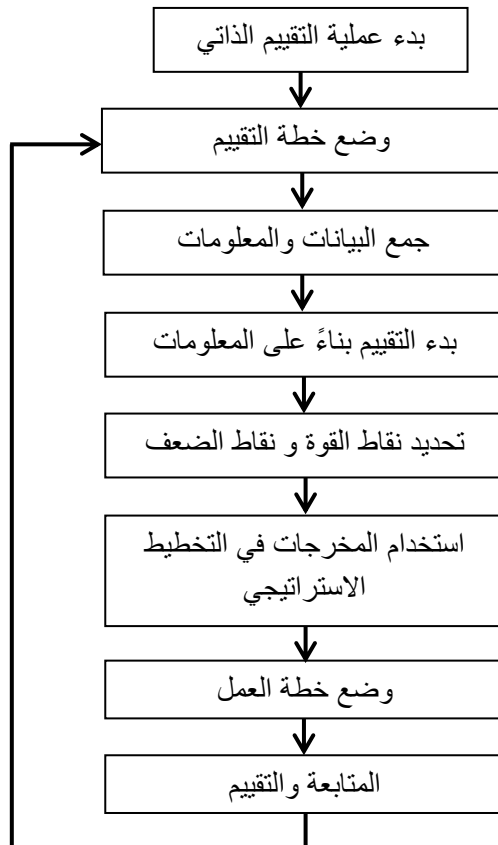 بدء عملية التقييم الذاتي
وضع خطة التقييم
جمع البيانات والمعلومات
بدء التقييم بناءً على المعلومات
تحديد نقاط القوة و نقاط الضعف
استخدام المخرجات في التخطيط
الاستراتيجي
وضع خطة العمل
المتابعة والتقييم